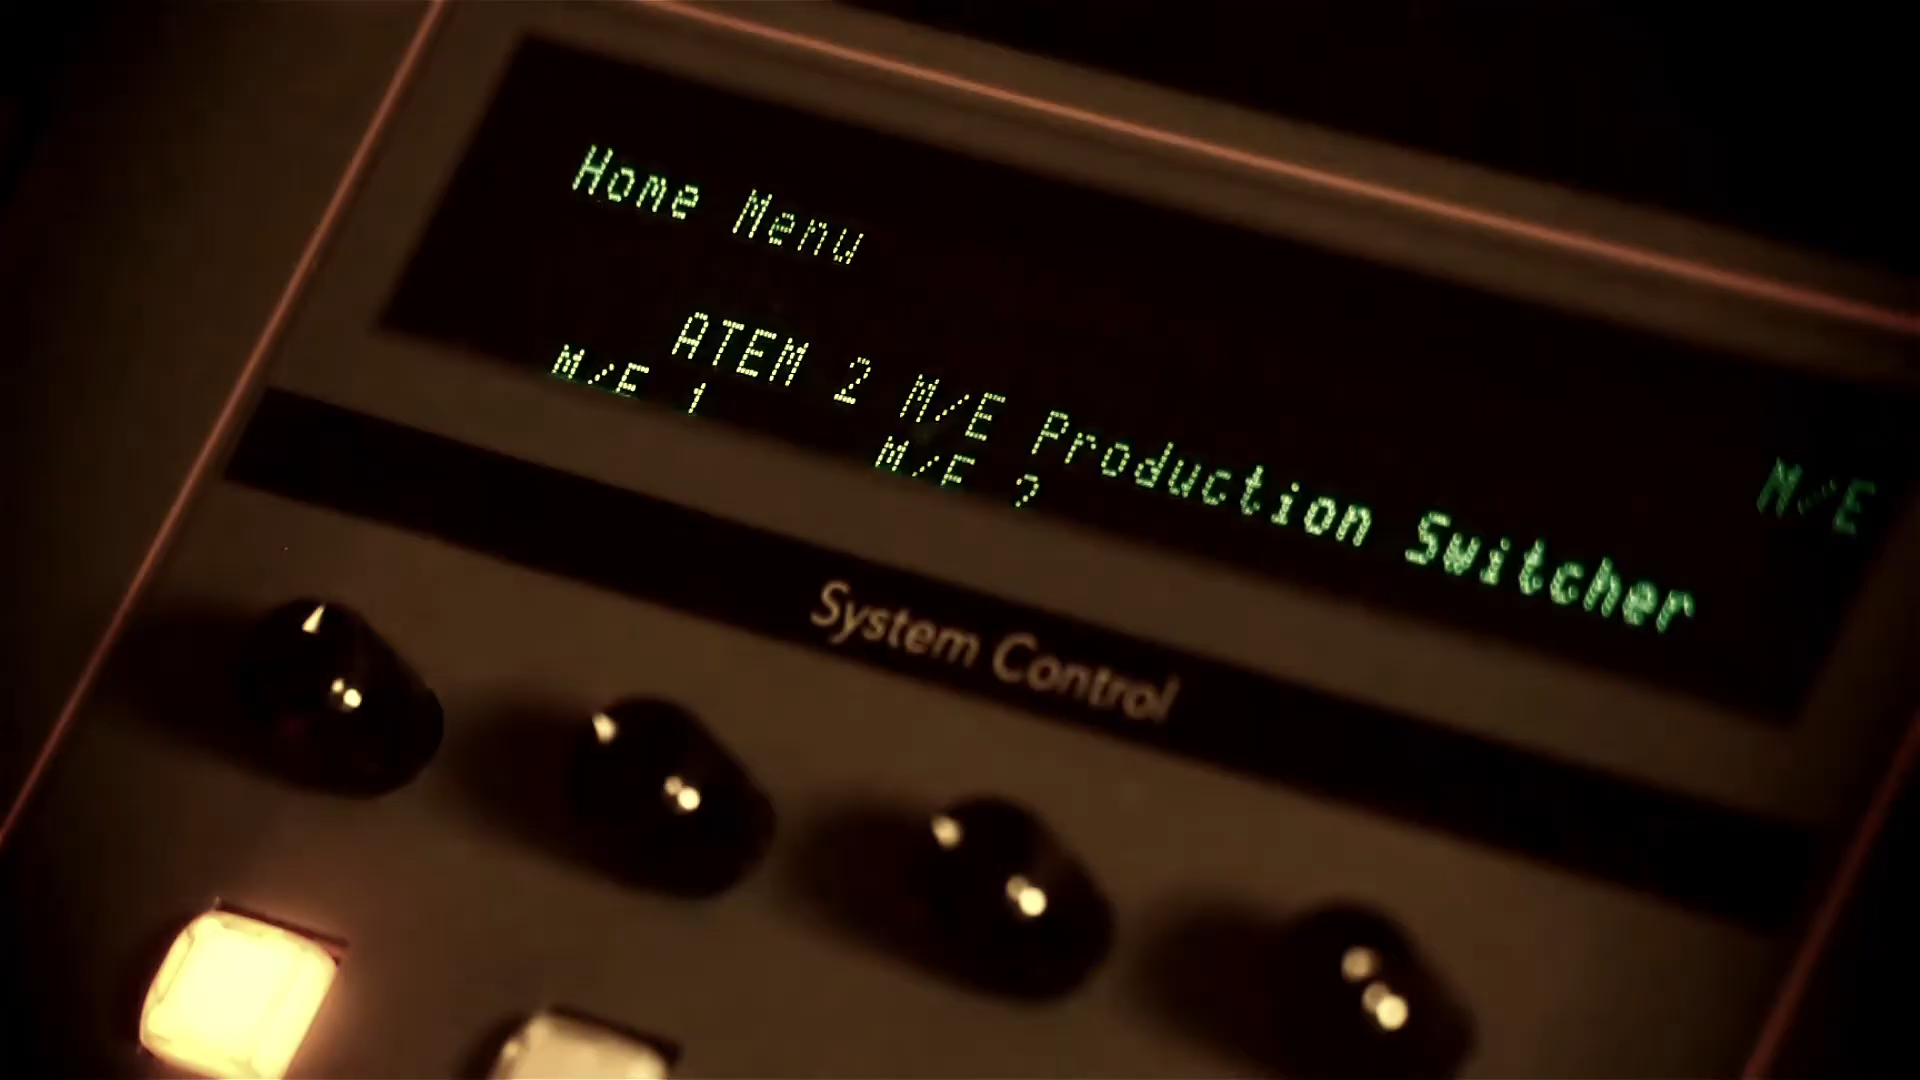 Home Menu
M/E
ATEM 2 M/E Production Switcher
M/E 1
M/E 2
System Control